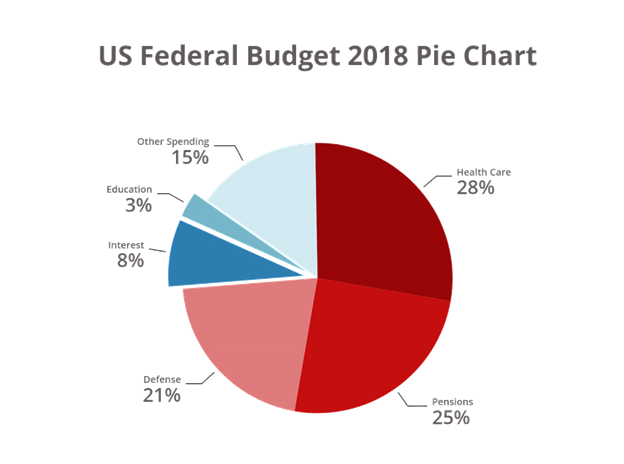 US Federal Budget 2018 Pie Chart
Other Spending
15%
Health Care
28%
Education
3%
Interest
8%
Defense
21%
Pensions
25%